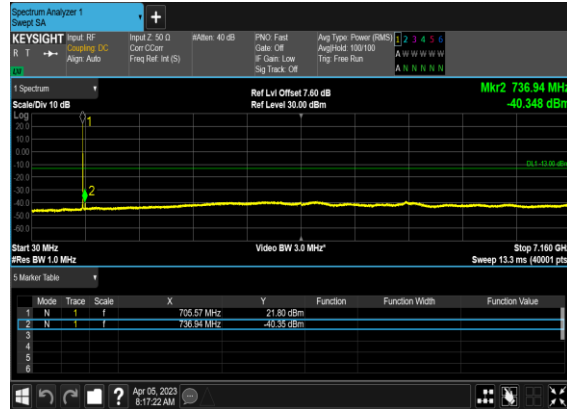 Spectrum Analyzer 1
Swept SA
+
KEYSIGHT Input: RF Input Z: 50 Ω #Atten: 40 dB PNO: Fast Avg Type: Power (RMS) 1 2 3 4 5 6
R T Coupling: DC Corr CCorr Gate: Off Avg|Hold: 100/100 A W W W W W
Align: Auto Freq Ref: Int (S) IF Gain: Low Trig: Free Run
Sig Track: Off A N N N N N
1 Spectrum Ref Lvl Offset 7.60 dB Mkr2 736.94 MHz
Scale/Div 10 dB Ref Level 30.00 dBm -40.348 dBm
Log
1
20.0
10.0
0.00
-10.0
DL1 -13.00 dBm
-20.0
-30.0
2
-40.0
-50.0
-60.0
Start 30 MHz Video BW 3.0 MHz* Stop 7.160 GHz
#Res BW 1.0 MHz Sweep 13.3 ms (40001 pts)
5 Marker Table
Mode Trace Scale X Y Function Function Width Function Value
1 N 1 f 705.57 MHz 21.80 dBm
2 N 1 f 736.94 MHz -40.35 dBm
3
4
5
6
? Apr 05, 2023
8:17:22 AM